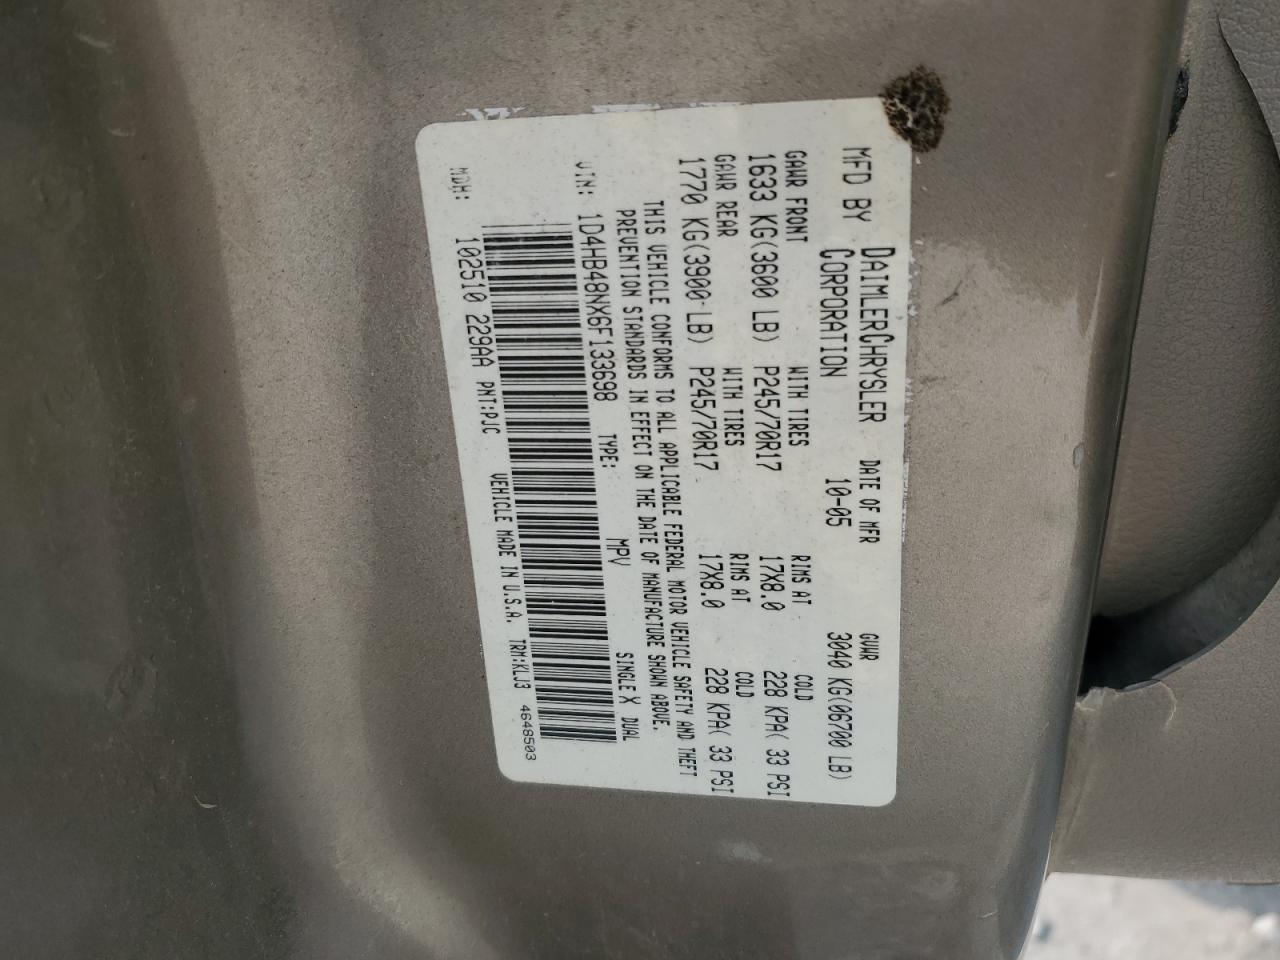 MFD BY DAIMLERCHRYSLER CORPORATION DATE OF MFR 10-05 GVWR 3040 KG(06700 LB)
GAWR FRONT WITH TIRES RIMS AT COLD
1633 KG(3600 LB) P245/70R17 17X8.0 228 KPA( 33 PSI
GAWR REAR WITH TIRES RIMS AT COLD
1770 KG(3900 LB) P245/70R17 17X8.0 228 KPA( 33 PSI
THIS VEHICLE CONFORMS TO ALL APPLICABLE FEDERAL MOTOR VEHICLE SAFETY AND THEFT
PREVENTION STANDARDS IN EFFECT ON THE DATE OF MANUFACTURE SHOWN ABOVE.
VIN: 1D4HB48NX6F133698 TYPE: MPV SINGLE X DUAL
MDH: 102510 229AA PNT:PJC VEHICLE MADE IN U.S.A. TRM:KLJ3 4648503